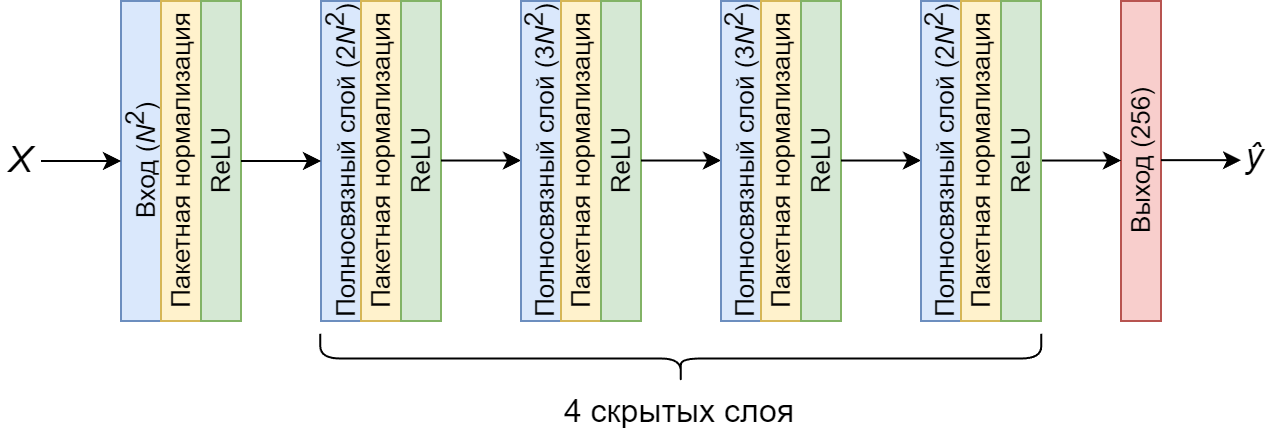 X
Вход (N²)
Пакетная нормализация
ReLU
Полносвязный слой (2N²)
Пакетная нормализация
ReLU
Полносвязный слой (3N²)
Пакетная нормализация
ReLU
Полносвязный слой (3N²)
Пакетная нормализация
ReLU
Полносвязный слой (2N²)
Пакетная нормализация
ReLU
Выход (256)
ŷ
4 скрытых слоя